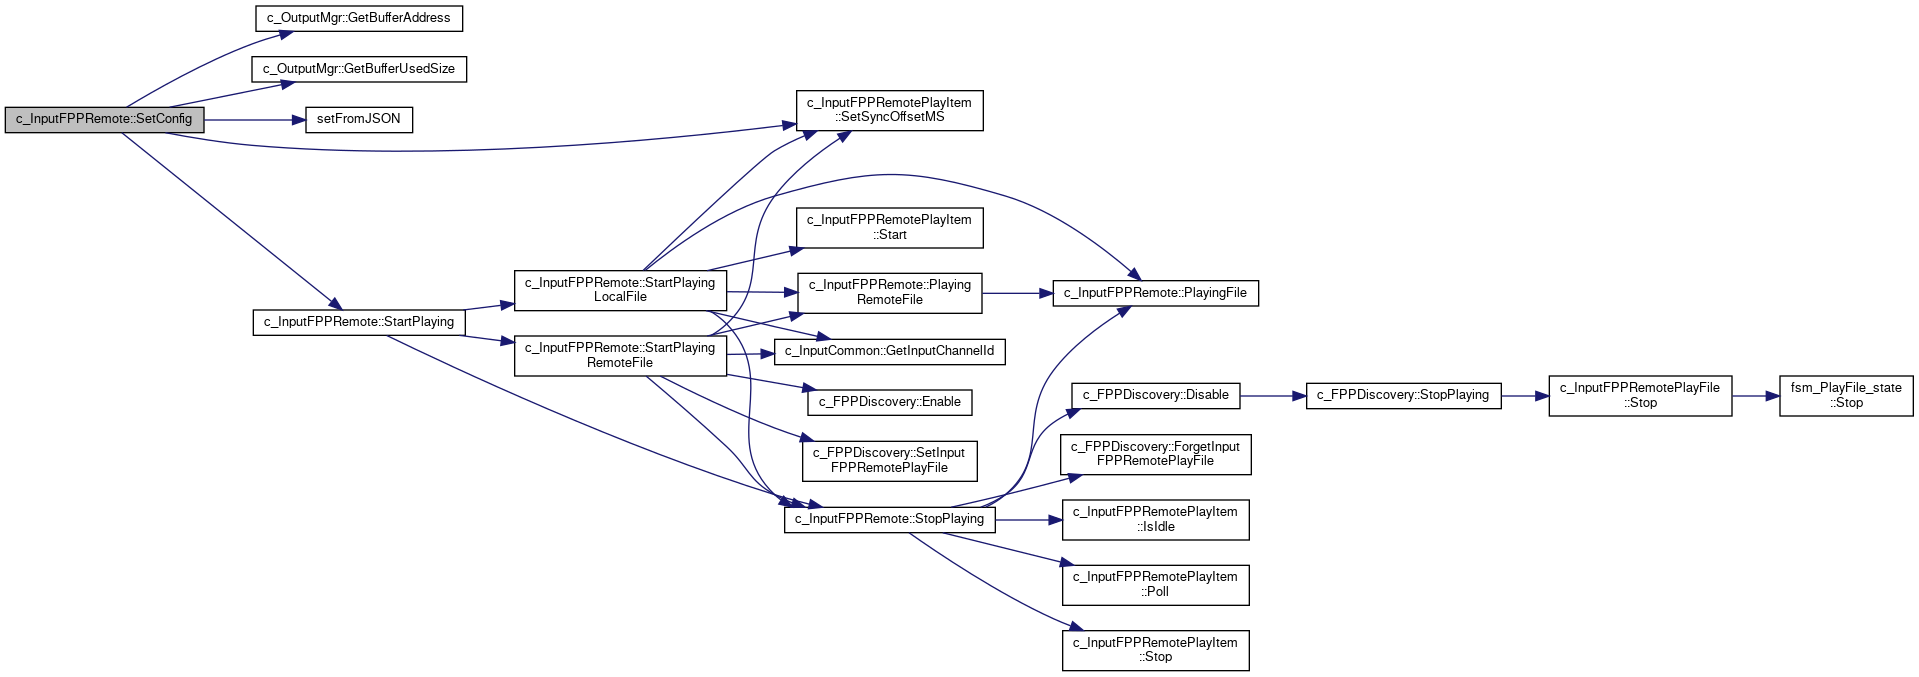 c_OutputMgr::GetBufferAddress
c_OutputMgr::GetBufferUsedSize
c_InputFPPRemote::SetConfig
setFromJSON
c_InputFPPRemotePlayItem
::SetSyncOffsetMS
c_InputFPPRemotePlayItem
::Start
c_InputFPPRemote::StartPlaying
LocalFile
c_InputFPPRemote::Playing
RemoteFile
c_InputFPPRemote::PlayingFile
c_InputFPPRemote::StartPlaying
c_InputFPPRemote::StartPlaying
RemoteFile
c_InputCommon::GetInputChannelId
c_FPPDiscovery::Enable
c_FPPDiscovery::Disable
c_FPPDiscovery::StopPlaying
c_InputFPPRemotePlayFile
::Stop
fsm_PlayFile_state
::Stop
c_FPPDiscovery::SetInput
FPPRemotePlayFile
c_FPPDiscovery::ForgetInput
FPPRemotePlayFile
c_InputFPPRemote::StopPlaying
c_InputFPPRemotePlayItem
::IsIdle
c_InputFPPRemotePlayItem
::Poll
c_InputFPPRemotePlayItem
::Stop